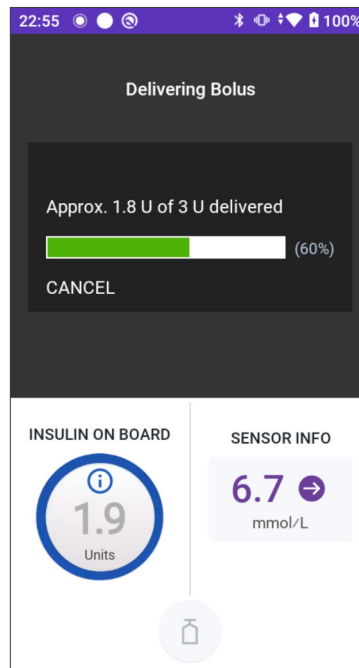 22:55 100%
Delivering Bolus
Approx. 1.8 U of 3 U delivered
(60%)
CANCEL
INSULIN ON BOARD
1.9
Units
SENSOR INFO
6.7
mmol/L